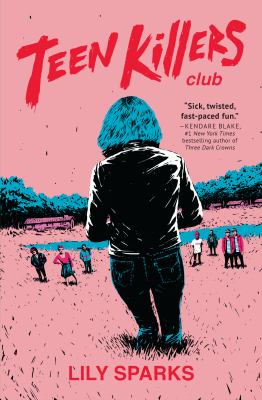 TEEN KILLERS
club
"Sick, twisted,
fast-paced fun."
—KENDARE BLAKE,
#1 New York Times
bestselling author of
Three Dark Crowns
LILY SPARKS